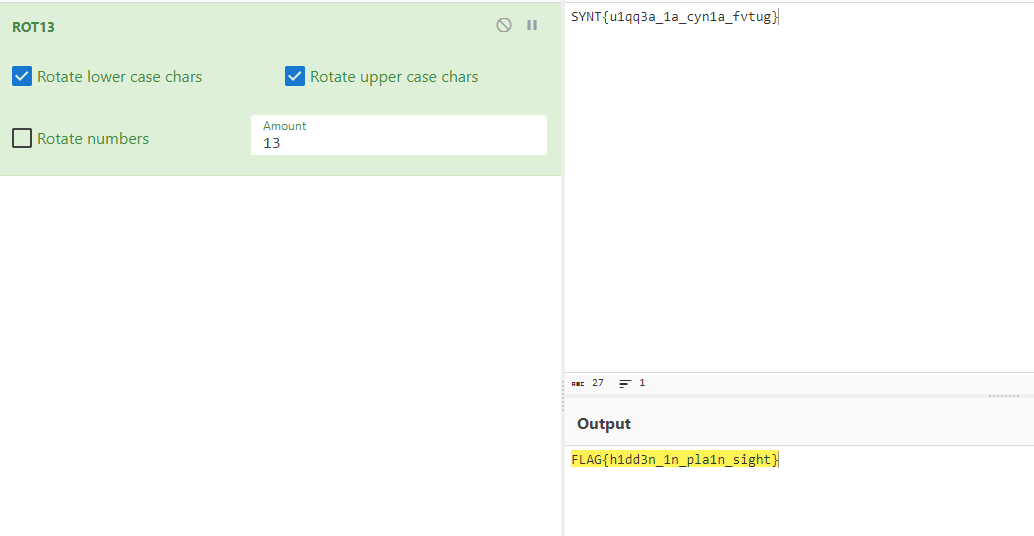 ROT13
Rotate lower case chars
Rotate upper case chars
Rotate numbers
Amount
13
SYNT{u1qq3a_1a_cyn1a_fvtug}
ABC 27 1
Output
FLAG{h1dd3n_1n_pla1n_sight}